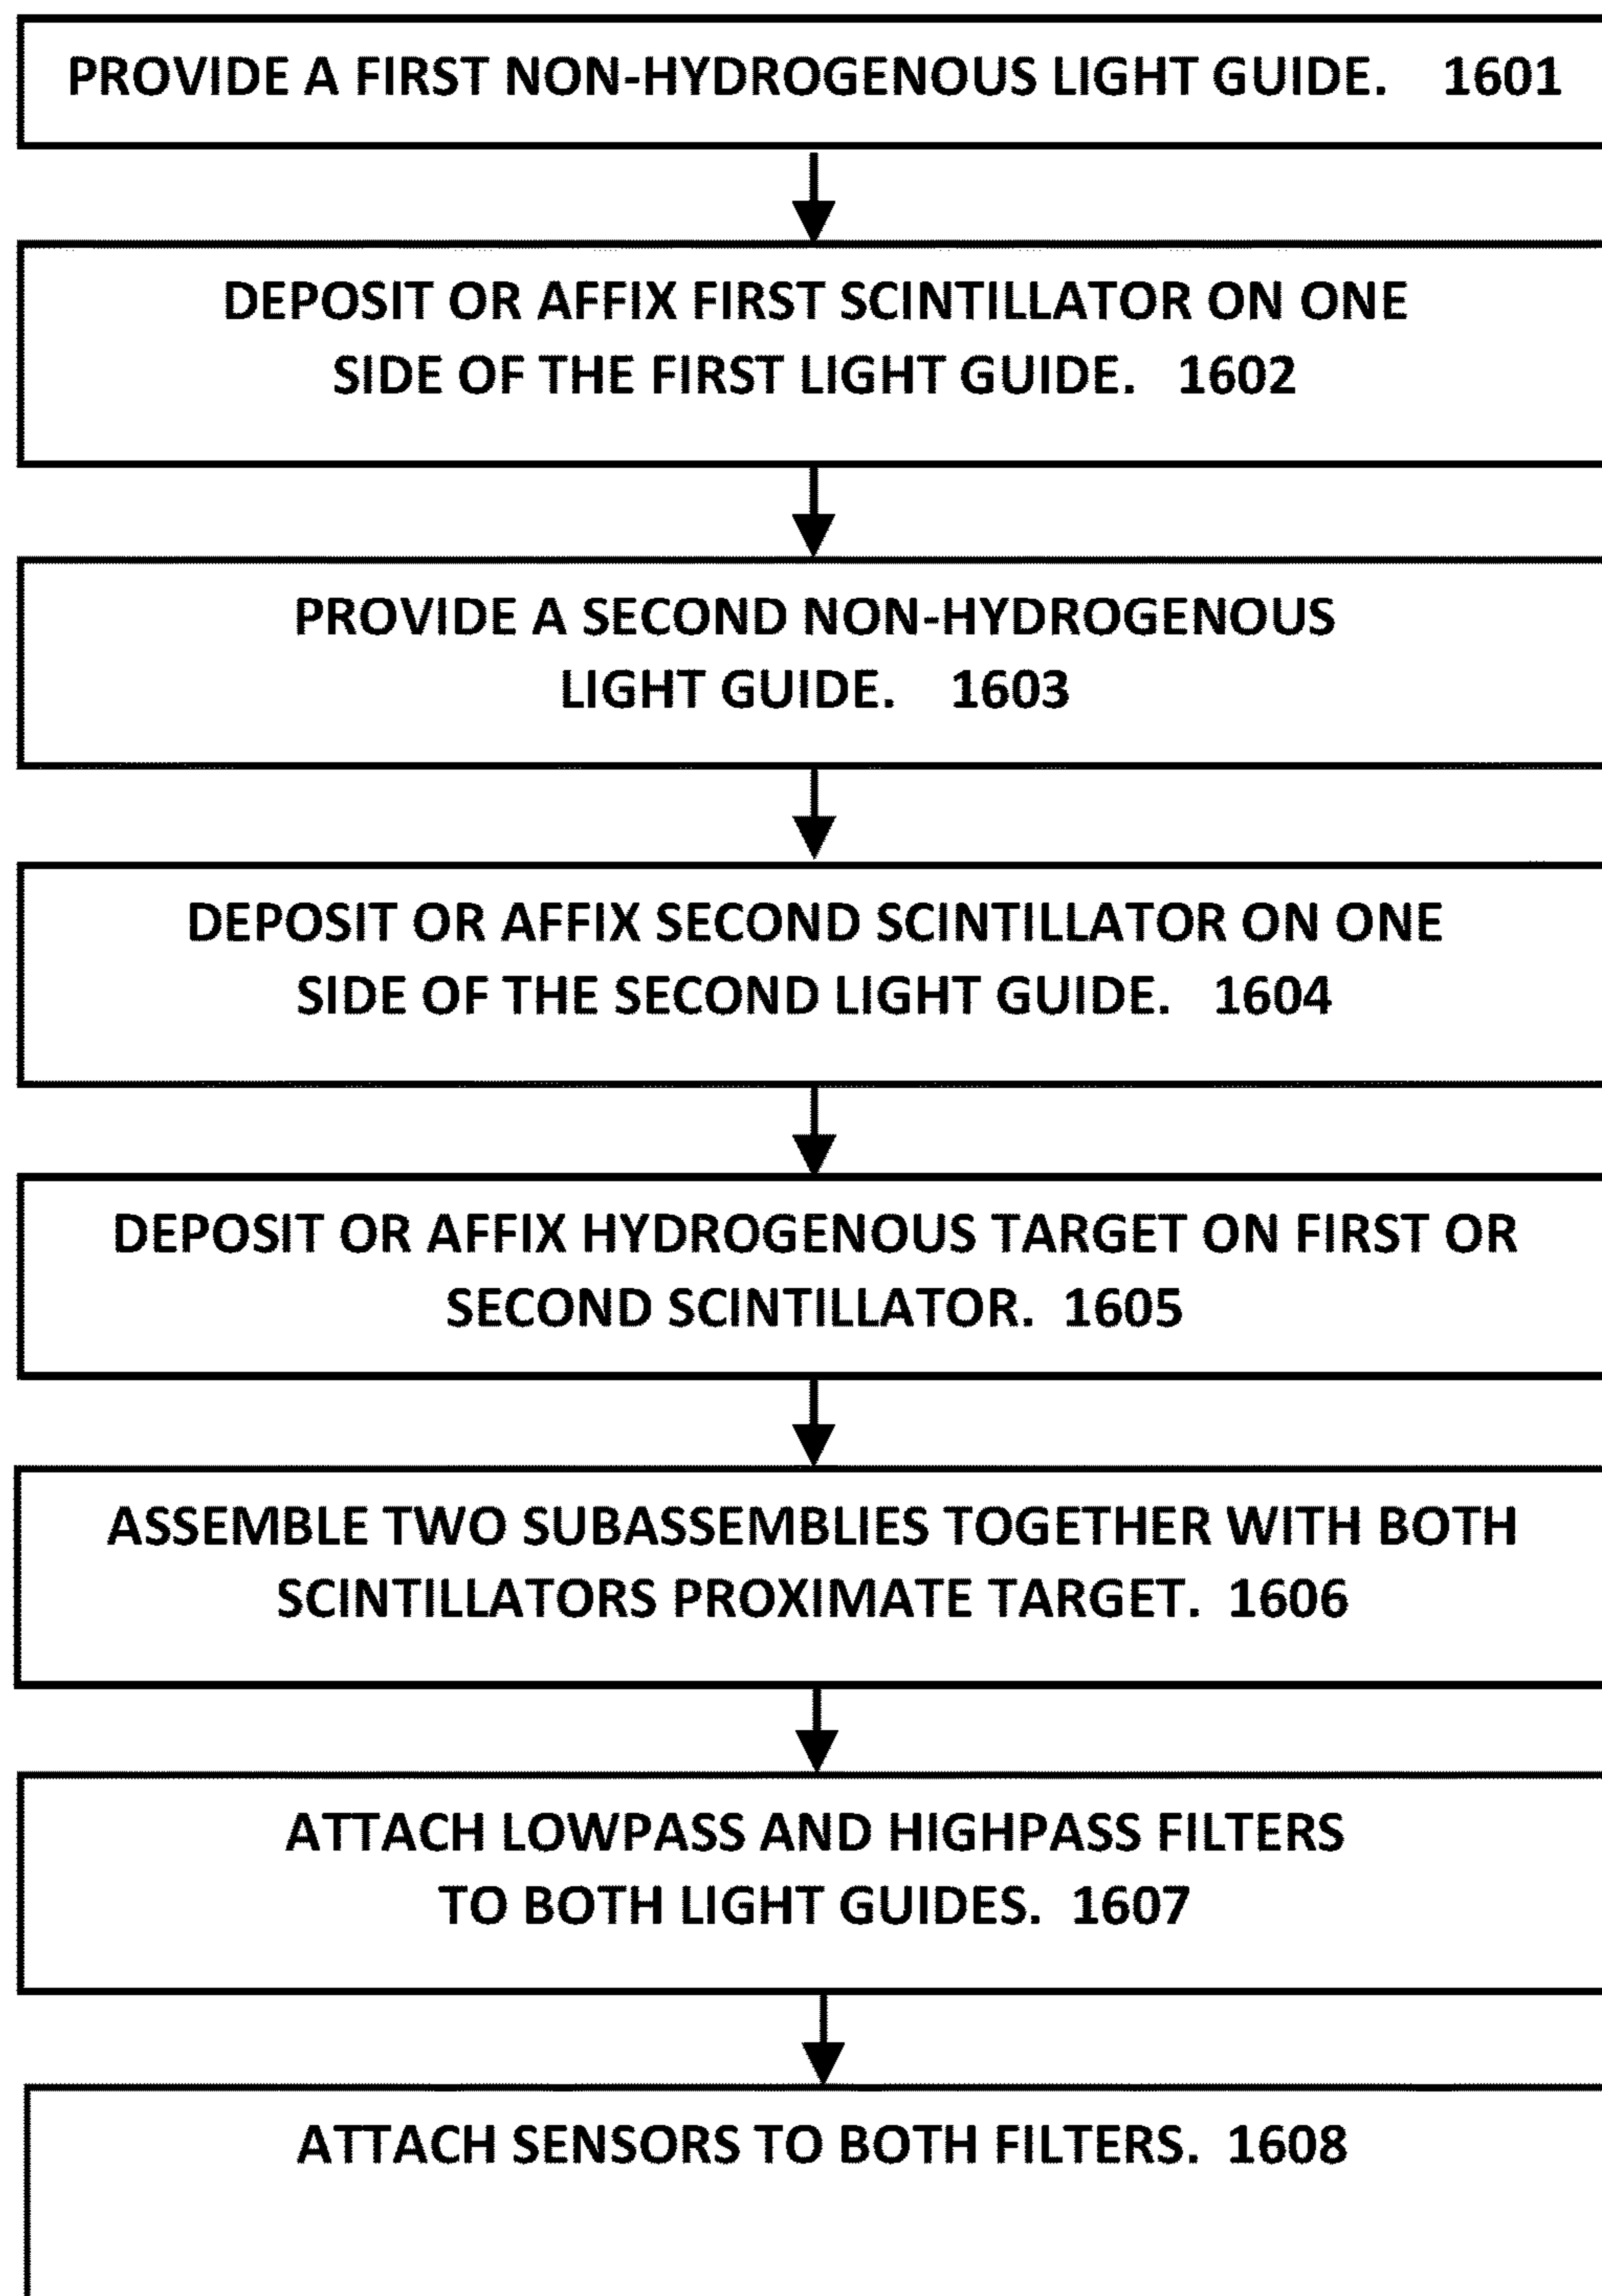 PROVIDE A FIRST NON-HYDROGENOUS LIGHT GUIDE. 1601
DEPOSIT OR AFFIX FIRST SCINTILLATOR ON ONE
SIDE OF THE FIRST LIGHT GUIDE. 1602
PROVIDE A SECOND NON-HYDROGENOUS
LIGHT GUIDE. 1603
DEPOSIT OR AFFIX SECOND SCINTILLATOR ON ONE
SIDE OF THE SECOND LIGHT GUIDE. 1604
DEPOSIT OR AFFIX HYDROGENOUS TARGET ON FIRST OR
SECOND SCINTILLATOR. 1605
ASSEMBLE TWO SUBASSEMBLIES TOGETHER WITH BOTH
SCINTILLATORS PROXIMATE TARGET. 1606
ATTACH LOWPASS AND HIGHPASS FILTERS
TO BOTH LIGHT GUIDES. 1607
ATTACH SENSORS TO BOTH FILTERS. 1608